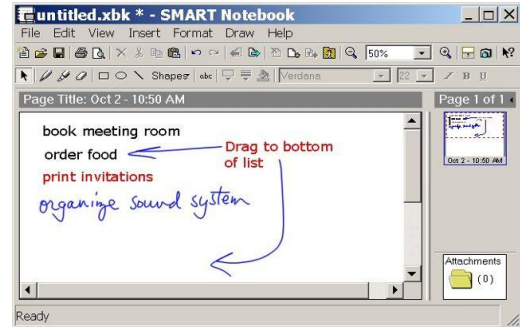 untitled.xbk * - SMART Notebook
File Edit View Insert Format Draw Help
50%
Shapes abc Verdana 22 B U
Page Title: Oct 2 - 10:50 AM
Page 1 of 1
book meeting room
order food
Drag to bottom
of list
print invitations
organize sound system
Oct 2 - 10:50 AM
Attachments
(0)
Ready